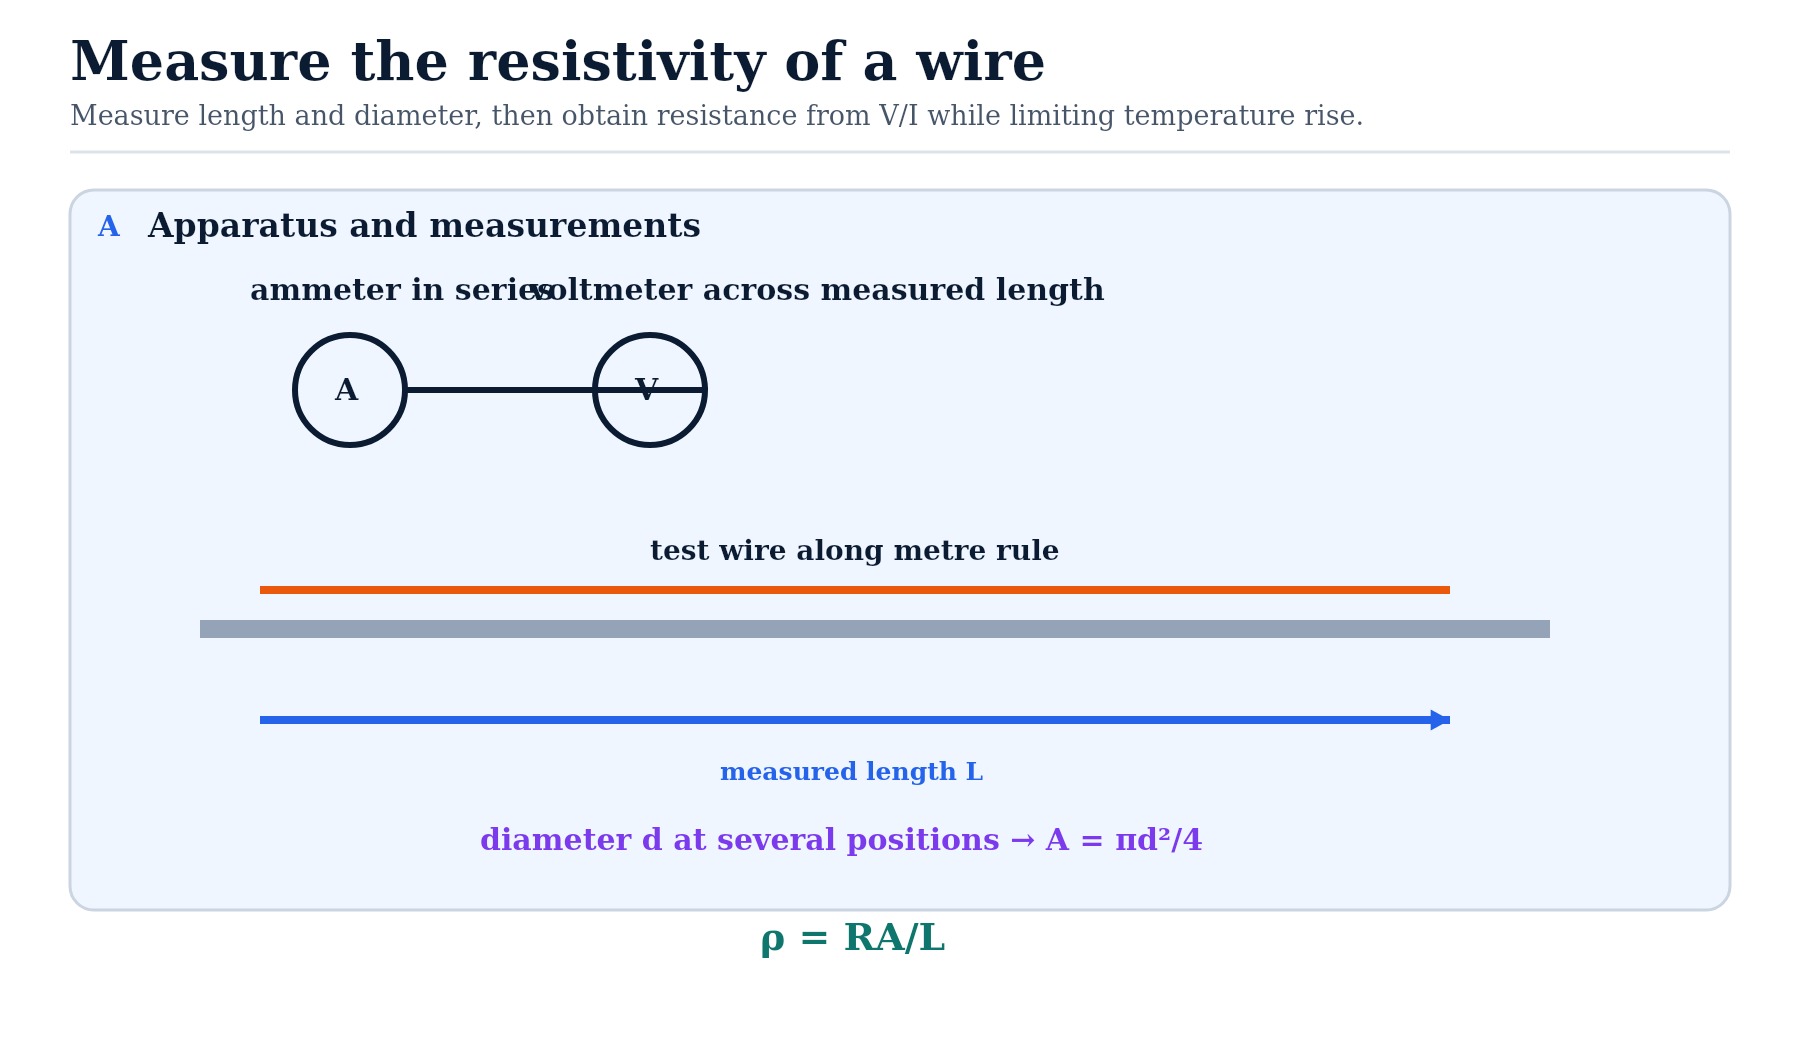 Measure the resistivity of a wire
Measure length and diameter, then obtain resistance from V/I while limiting temperature rise.
A Apparatus and measurements
ammeter in series
voltmeter across measured length
A
V
test wire along metre rule
measured length L
diameter d at several positions → A = πd²/4
ρ = RA/L